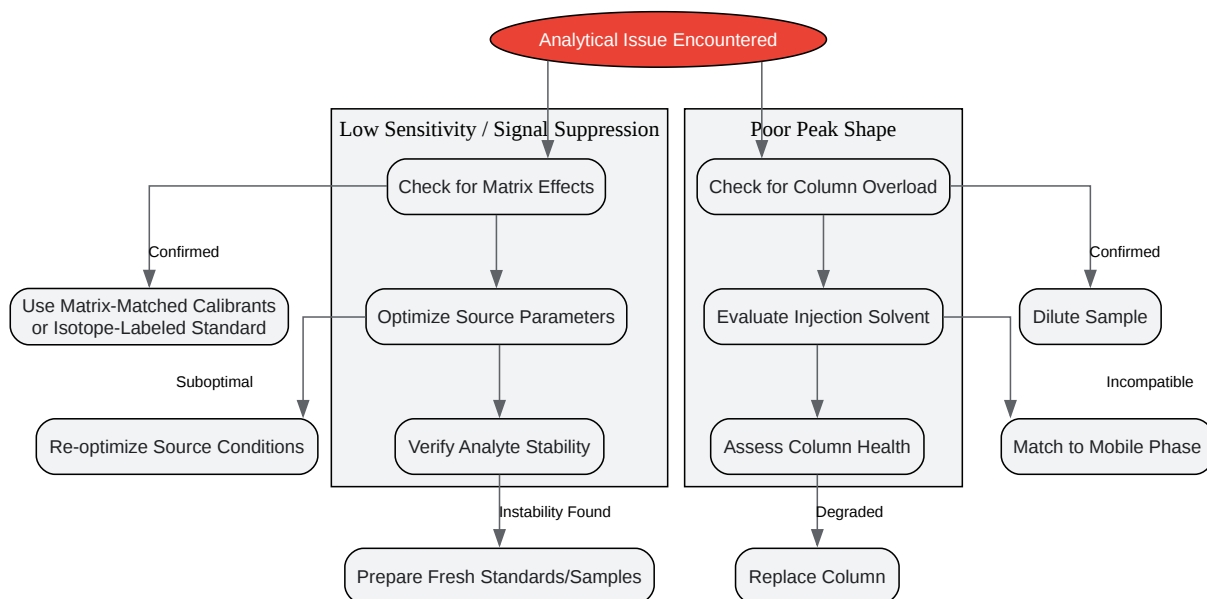 Analytical Issue Encountered
Low Sensitivity / Signal Suppression
Poor Peak Shape
Check for Matrix Effects
Check for Column Overload
Confirmed
Confirmed
Use Matrix-Matched Calibrants
or Isotope-Labeled Standard
Optimize Source Parameters
Evaluate Injection Solvent
Dilute Sample
Suboptimal
Incompatible
Re-optimize Source Conditions
Verify Analyte Stability
Assess Column Health
Match to Mobile Phase
Instability Found
Degraded
Prepare Fresh Standards/Samples
Replace Column